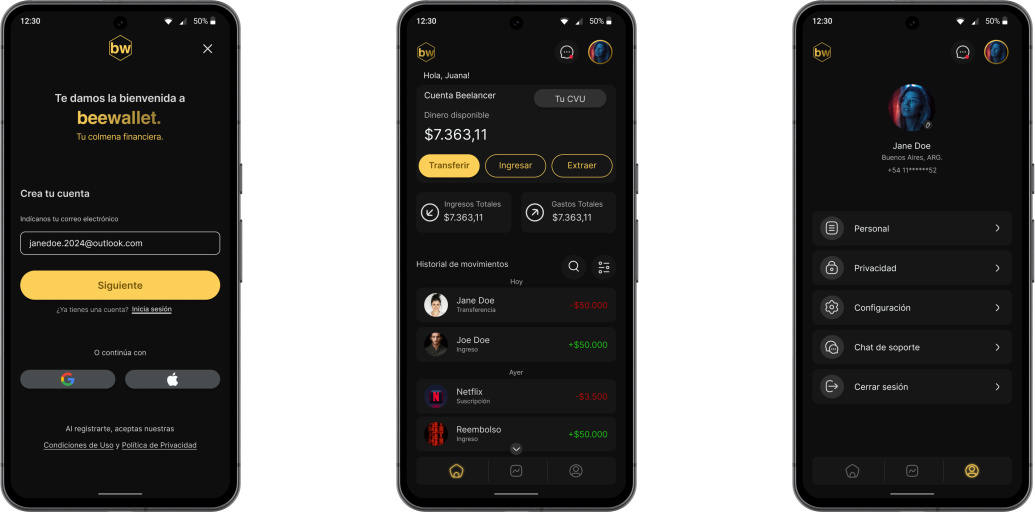 12:30
50%
bw
Te damos la bienvenida a
beewallet.
Tu colmena financiera.
Crea tu cuenta
Indícanos tu correo electrónico
janedoe.2024@outlook.com
Siguiente
¿Ya tienes una cuenta? Inicia sesión
O continúa con
G
Al registrarte, aceptas nuestras
Condiciones de Uso y Política de Privacidad
12:30
50%
bw
Hola, Juana!
Cuenta Beelancer
Tu CVU
Dinero disponible
$7.363,11
Transferir
Ingresar
Extraer
Ingresos Totales
$7.363,11
Gastos Totales
$7.363,11
Historial de movimientos
Hoy
Jane Doe
Transferencia
-$50.000
Joe Doe
Ingreso
+$50.000
Ayer
N
Netflix
Suscripción
-$3.500
Reembolso
Ingreso
+$50.000
12:30
50%
bw
Jane Doe
Buenos Aires, ARG.
+54 11******52
Personal
Privacidad
Configuración
Chat de soporte
Cerrar sesión